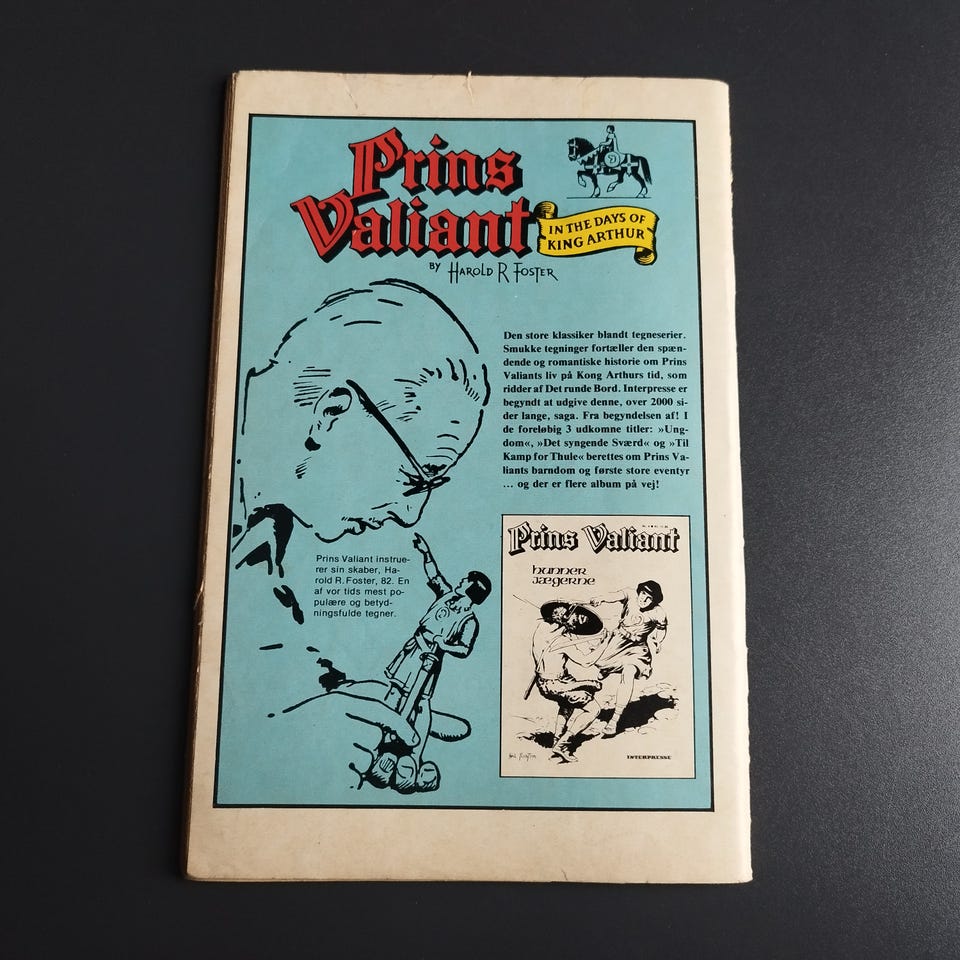 Prins
Valiant
IN THE DAYS OF
KING ARTHUR
BY HAROLD R FOSTER
Den store klassiker blandt tegneserier.
Smukke tegninger fortæller den spæn-
dende og romantiske historie om Prins
Valiants liv på Kong Arthurs tid, som
ridder af Det runde Bord. Interpresse er
begyndt at udgive denne, over 2000 si-
der lange, saga. Fra begyndelsen af! I
de foreløbig 3 udkomne titler: »Ung-
dom«, »Det syngende Sværd« og »Til
Kamp for Thule« berettes om Prins Va-
liants barndom og første store eventyr
... og der er flere album på vej!
Prins Valiant instrue-
rer sin skaber, Ha-
rold R. Foster, 82. En
af vor tids mest po-
pulære og betyd-
ningsfulde tegner.
Prins Valiant
hunner
jægerne
HAL FOSTER
INTERPRESSE